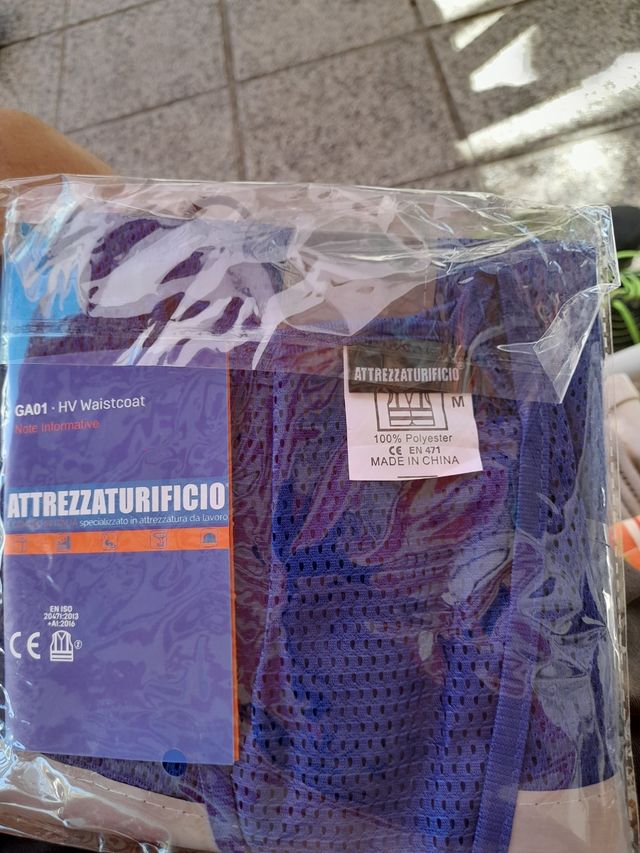 GA01 · HV Waistcoat
Note Informative
ATTREZZATURIFICIO
specializzato in attrezzatura da lavoro
EN ISO
20471:2013
+A1:2016
CE
2
ATTREZZATURIFICIO
M
100% Polyester
CE EN 471
MADE IN CHINA